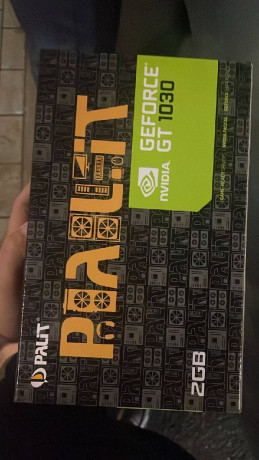 PALIT
PALIT
NVIDIA
GEFORCE
GT 1030
2GB